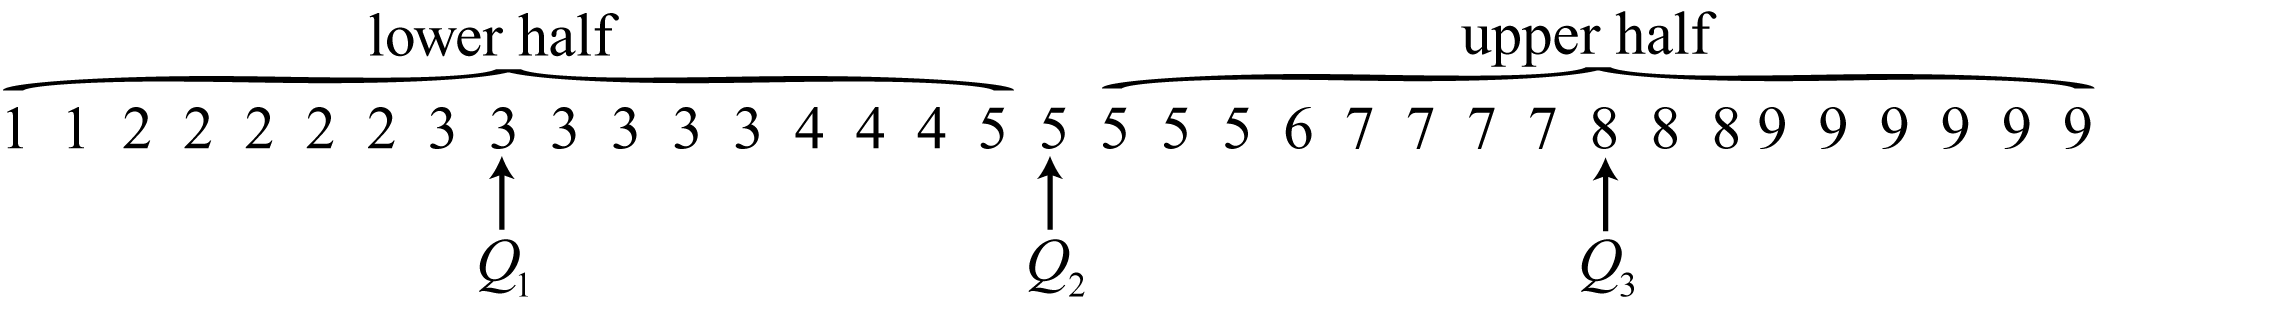 lower half upper half
1 1 2 2 2 2 2 3 3 3 3 3 3 4 4 4 5 5 5 5 5 6 7 7 7 7 8 8 8 9 9 9 9 9 9
Q₁ Q₂ Q₃